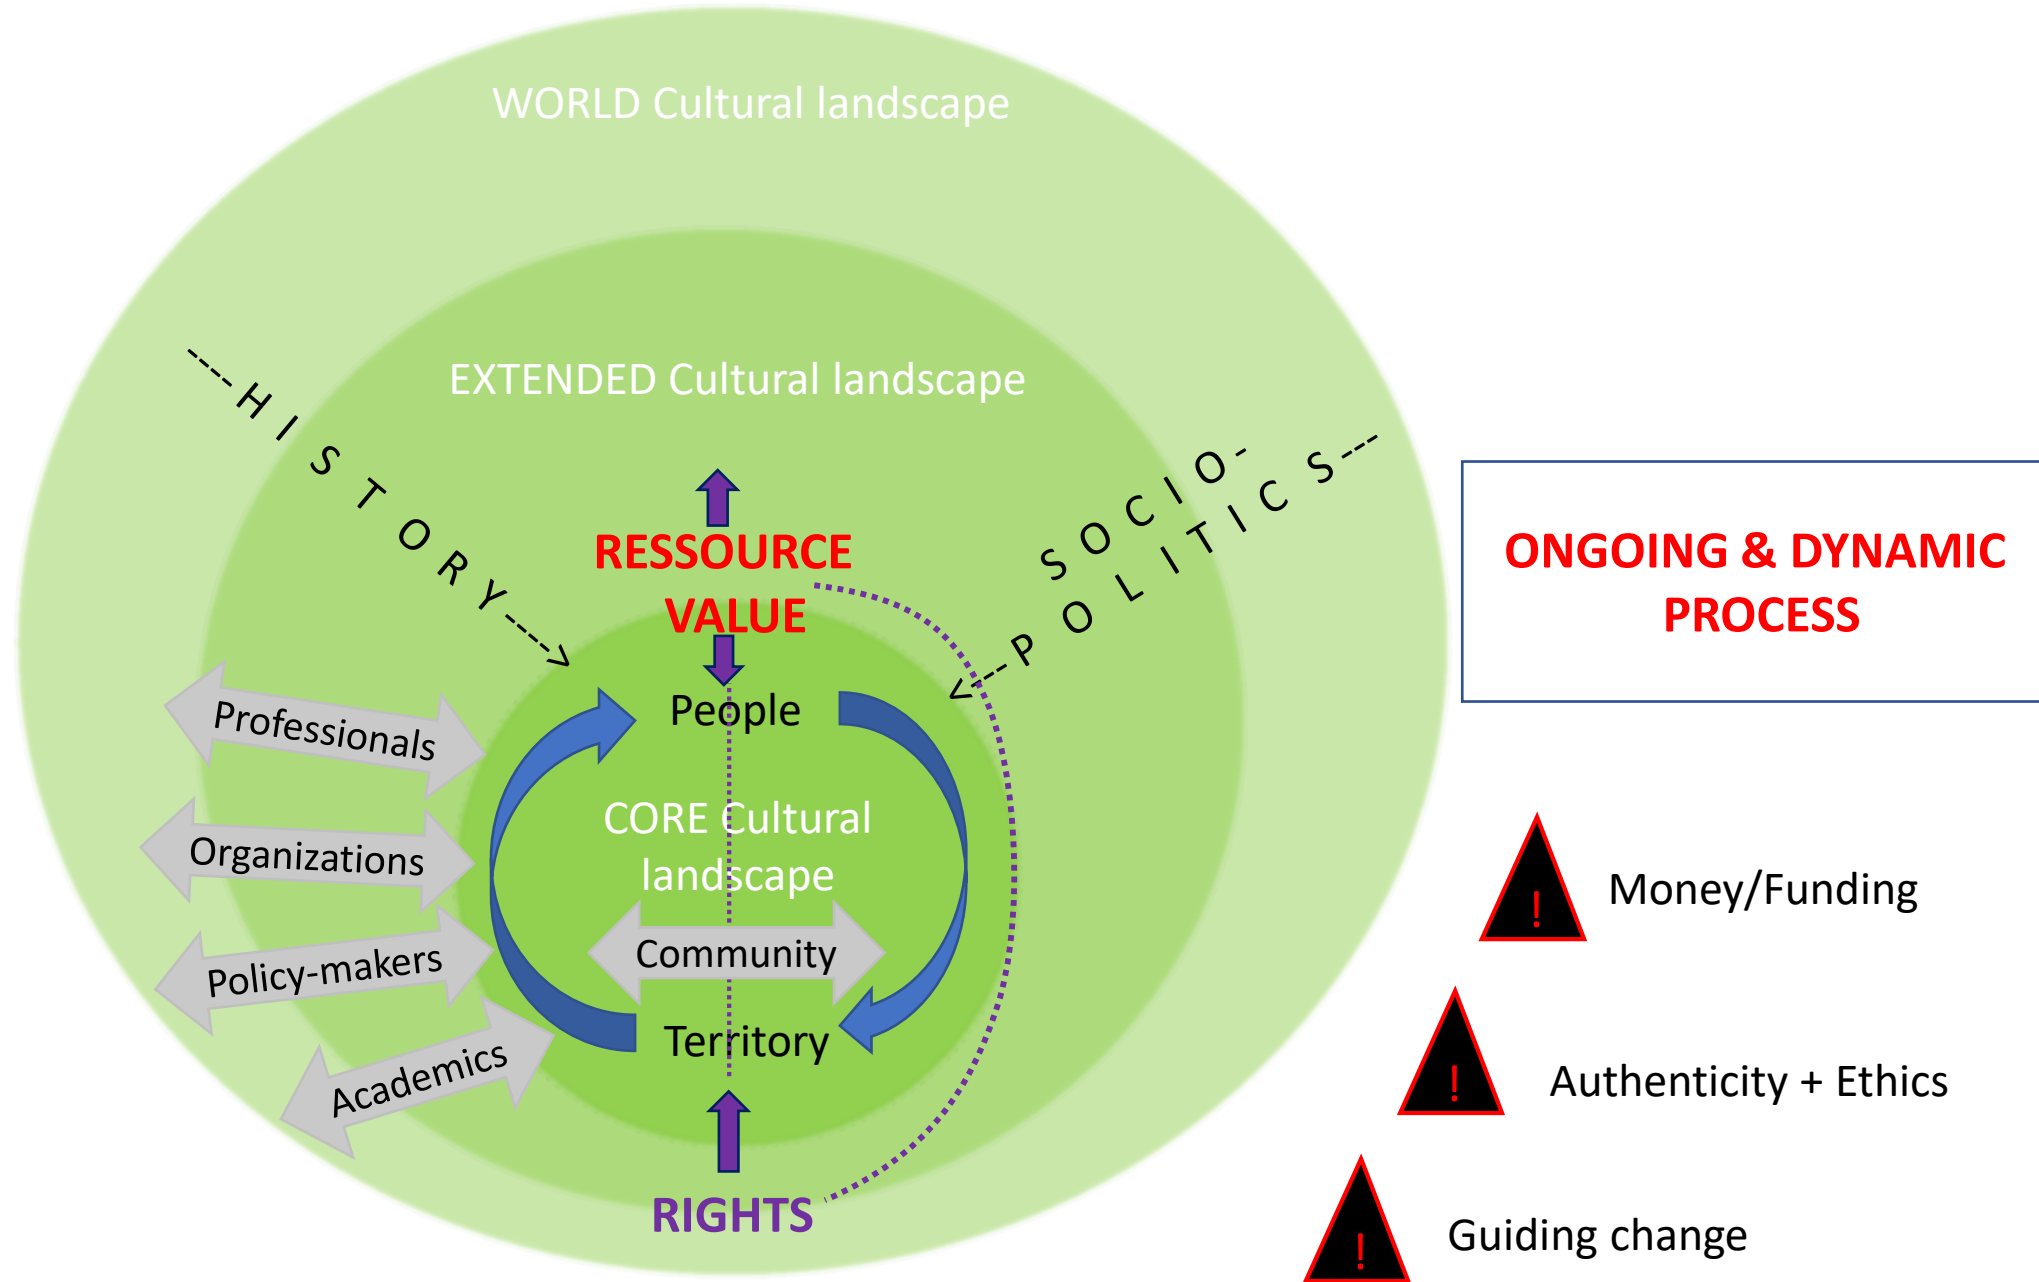 WORLD Cultural landscape
EXTENDED Cultural landscape
----HISTORY---->
SOCIO-
<---POLITICS---
RESSOURCE
VALUE
People
CORE Cultural
landscape
Community
Territory
RIGHTS
Professionals
Organizations
Policy-makers
Academics
ONGOING & DYNAMIC
PROCESS
! Money/Funding
! Authenticity + Ethics
! Guiding change